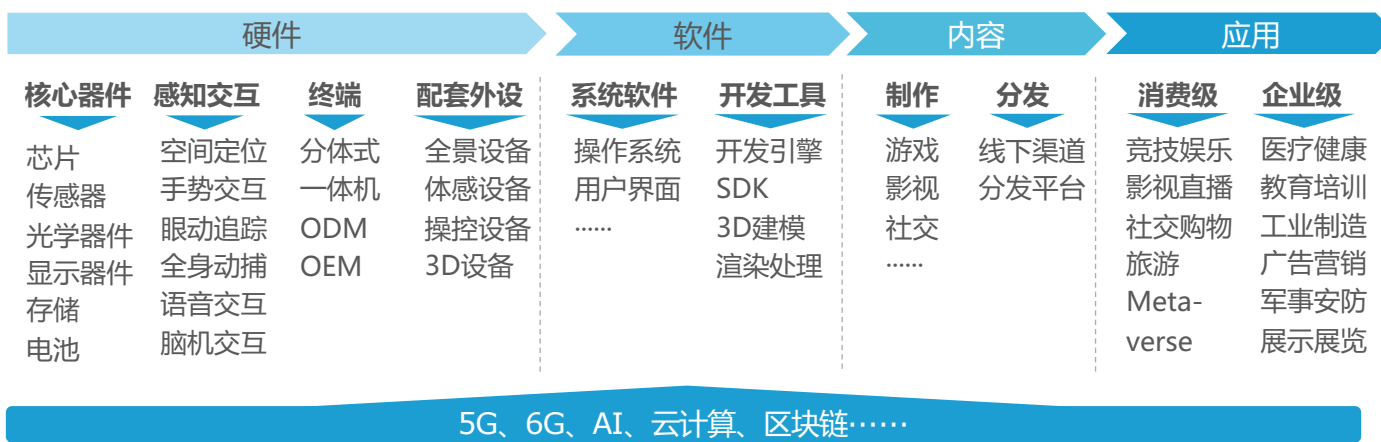 硬件
软件
内容
应用
核心器件
芯片
传感器
光学器件
显示器件
存储
电池
感知交互
空间定位
手势交互
眼动追踪
全身动捕
语音交互
脑机交互
终端
分体式
一体机
ODM
OEM
配套外设
全景设备
体感设备
操控设备
3D设备
系统软件
操作系统
用户界面
……
开发工具
开发引擎
SDK
3D建模
渲染处理
制作
游戏
影视
社交
……
分发
线下渠道
分发平台
消费级
竞技娱乐
影视直播
社交购物
旅游
Meta-
verse
企业级
医疗健康
教育培训
工业制造
广告营销
军事安防
展示展览
5G、6G、AI、云计算、区块链……